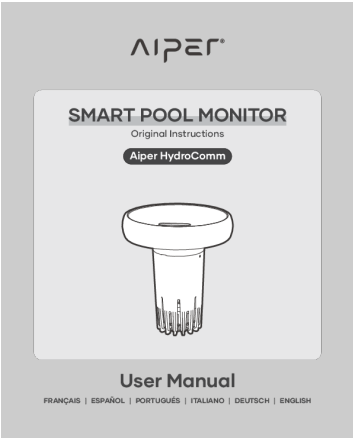 AIPER®
SMART POOL MONITOR
Original Instructions
Aiper HydroComm
User Manual
FRANÇAIS | ESPAÑOL | PORTUGUÊS | ITALIANO | DEUTSCH | ENGLISH